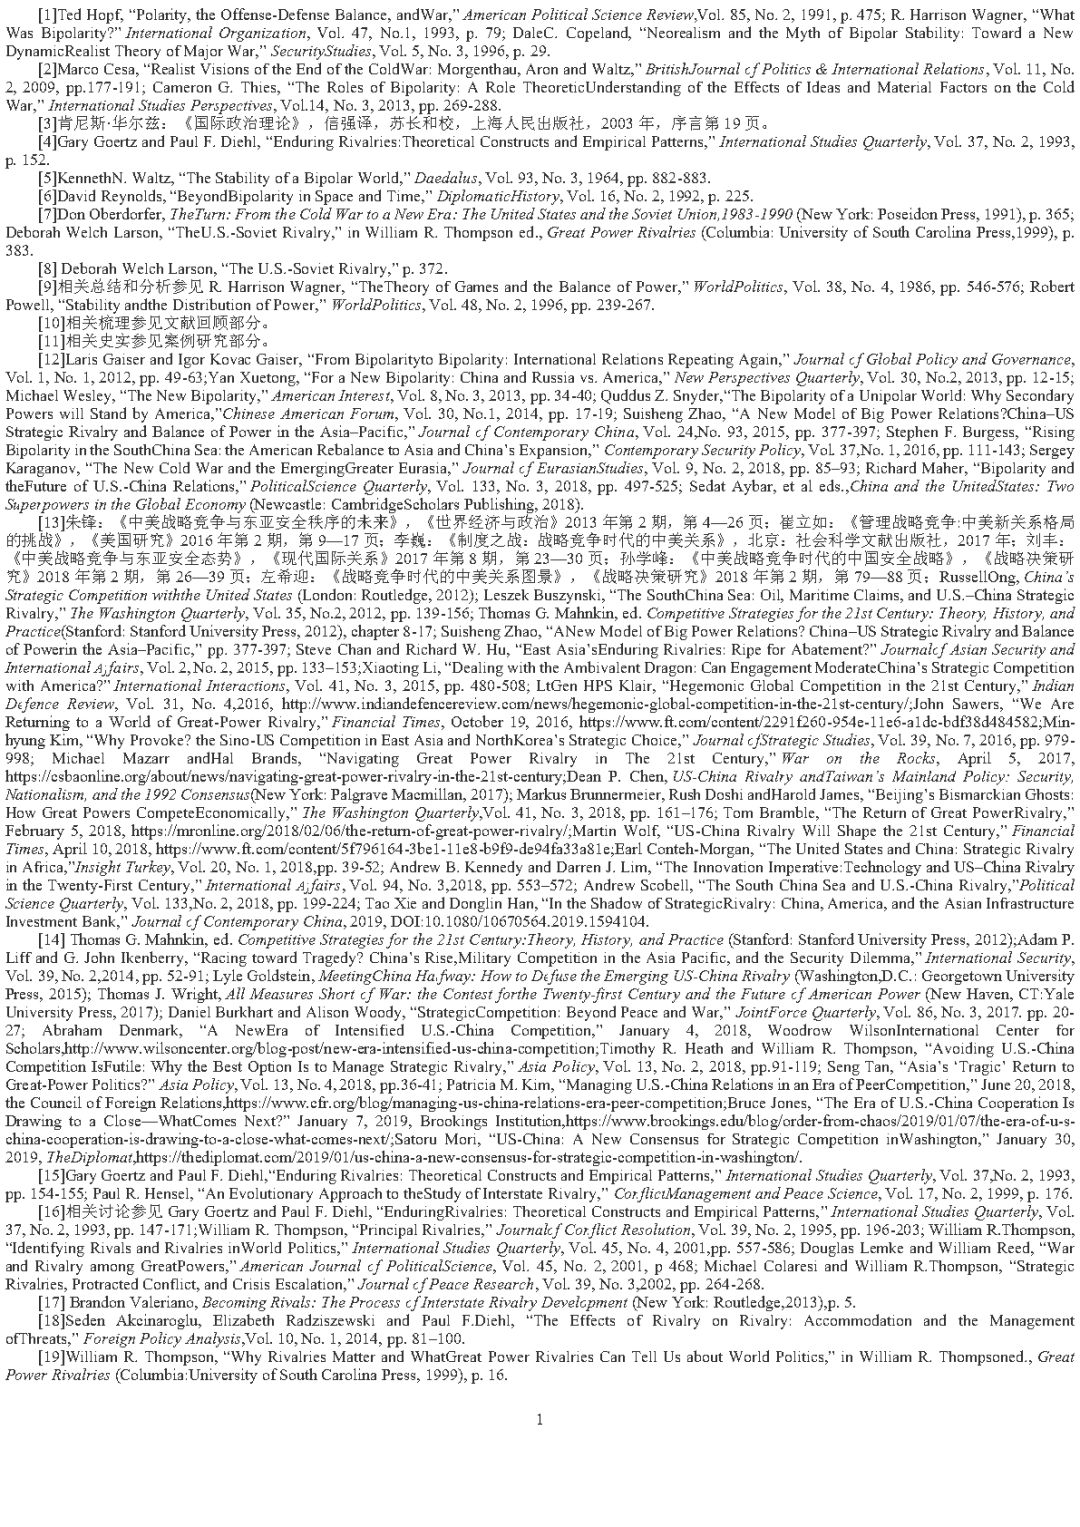 [1]Ted Hopf, “Polarity, the Offense-Defense Balance, andWar,” American Political Science Review,Vol. 85, No. 2, 1991, p. 475; R. Harrison Wagner, “What
Was Bipolarity?” International Organization, Vol. 47, No.1, 1993, p. 79; DaleC. Copeland, “Neorealism and the Myth of Bipolar Stability: Toward a New
DynamicRealist Theory of Major War,” SecurityStudies, Vol. 5, No. 3, 1996, p. 29.
[2]Marco Cesa, “Realist Visions of the End of the ColdWar: Morgenthau, Aron and Waltz,” BritishJournal of Politics & International Relations, Vol. 11, No.
2, 2009, pp.177-191; Cameron G. Thies, “The Roles of Bipolarity: A Role TheoreticUnderstanding of the Effects of Ideas and Material Factors on the Cold
War,” International Studies Perspectives, Vol.14, No. 3, 2013, pp. 269-288.
[3]肯尼斯·华尔兹：《国际政治理论》，信强译，苏长和校，上海人民出版社，2003 年，序言第 19 页。
[4]Gary Goertz and Paul F. Diehl, “Enduring Rivalries:Theoretical Constructs and Empirical Patterns,” International Studies Quarterly, Vol. 37, No. 2, 1993,
p. 152.
[5]KennethN. Waltz, “The Stability of a Bipolar World,” Daedalus, Vol. 93, No. 3, 1964, pp. 882-883.
[6]David Reynolds, “BeyondBipolarity in Space and Time,” DiplomaticHistory, Vol. 16, No. 2, 1992, p. 225.
[7]Don Oberdorfer, TheTurn: From the Cold War to a New Era: The United States and the Soviet Union,1983-1990 (New York: Poseidon Press, 1991), p. 365;
Deborah Welch Larson, “TheU.S.-Soviet Rivalry,” in William R. Thompson ed., Great Power Rivalries (Columbia: University of South Carolina Press,1999), p.
383.
[8] Deborah Welch Larson, “The U.S.-Soviet Rivalry,” p. 372.
[9]相关总结和分析参见 R. Harrison Wagner, “TheTheory of Games and the Balance of Power,” WorldPolitics, Vol. 38, No. 4, 1986, pp. 546-576; Robert
Powell, “Stability andthe Distribution of Power,” WorldPolitics, Vol. 48, No. 2, 1996, pp. 239-267.
[10]相关梳理参见文献回顾部分。
[11]相关史实参见案例研究部分。
[12]Laris Gaiser and Igor Kovac Gaiser, “From Bipolarityto Bipolarity: International Relations Repeating Again,” Journal of Global Policy and Governance,
Vol. 1, No. 1, 2012, pp. 49-63;Yan Xuetong, “For a New Bipolarity: China and Russia vs. America,” New Perspectives Quarterly, Vol. 30, No.2, 2013, pp. 12-15;
Michael Wesley, “The New Bipolarity,” American Interest, Vol. 8, No. 3, 2013, pp. 34-40; Quddus Z. Snyder,“The Bipolarity of a Unipolar World: Why Secondary
Powers will Stand by America,”Chinese American Forum, Vol. 30, No.1, 2014, pp. 17-19; Suisheng Zhao, “A New Model of Big Power Relations?China–US
Strategic Rivalry and Balance of Power in the Asia–Pacific,” Journal of Contemporary China, Vol. 24,No. 93, 2015, pp. 377-397; Stephen F. Burgess, “Rising
Bipolarity in the SouthChina Sea: the American Rebalance to Asia and China’s Expansion,” Contemporary Security Policy, Vol. 37,No. 1, 2016, pp. 111-143; Sergey
Karaganov, “The New Cold War and the EmergingGreater Eurasia,” Journal of EurasianStudies, Vol. 9, No. 2, 2018, pp. 85–93; Richard Maher, “Bipolarity and
theFuture of U.S.-China Relations,” PoliticalScience Quarterly, Vol. 133, No. 3, 2018, pp. 497-525; Sedat Aybar, et al eds.,China and the UnitedStates: Two
Superpowers in the Global Economy (Newcastle: CambridgeScholars Publishing, 2018).
[13]朱锋：《中美战略竞争与东亚安全秩序的未来》，《世界经济与政治》2013 年第 2 期，第 4—26 页；崔立如：《管理战略竞争:中美新关系格局
的挑战》，《美国研究》2016 年第 2 期，第 9—17 页；李巍：《制度之战：战略竞争时代的中美关系》，北京：社会科学文献出版社，2017 年；刘丰：
《中美战略竞争与东亚安全态势》，《现代国际关系》2017 年第 8 期，第 23—30 页；孙学峰：《中美战略竞争时代的中国安全战略》，《战略决策研
究》2018 年第 2 期，第 26—39 页；左希迎：《战略竞争时代的中美关系图景》，《战略决策研究》2018 年第 2 期，第 79—88 页；RussellOng, China’s
Strategic Competition withthe United States (London: Routledge, 2012); Leszek Buszynski, “The SouthChina Sea: Oil, Maritime Claims, and U.S.–China Strategic
Rivalry,” The Washington Quarterly, Vol. 35, No.2, 2012, pp. 139-156; Thomas G. Mahnkin, ed. Competitive Strategies for the 21st Century: Theory, History, and
Practice(Stanford: Stanford University Press, 2012), chapter 8-17; Suisheng Zhao, “ANew Model of Big Power Relations? China–US Strategic Rivalry and Balance
of Powerin the Asia–Pacific,” pp. 377-397; Steve Chan and Richard W. Hu, “East Asia’sEnduring Rivalries: Ripe for Abatement?” Journalof Asian Security and
International Affairs, Vol. 2, No. 2, 2015, pp. 133–153;Xiaoting Li, “Dealing with the Ambivalent Dragon: Can Engagement ModerateChina’s Strategic Competition
with America?” International Interactions, Vol. 41, No. 3, 2015, pp. 480-508; LtGen HPS Klair, “Hegemonic Global Competition in the 21st Century,” Indian
Defence Review, Vol. 31, No. 4,2016, http://www.indiandefencereview.com/news/hegemonic-global-competition-in-the-21st-century/;John Sawers, “We Are
Returning to a World of Great-Power Rivalry,” Financial Times, October 19, 2016, https://www.ft.com/content/2291f260-954e-11e6-a1dc-bdf38d484582;Min-
hyung Kim, “Why Provoke? the Sino-US Competition in East Asia and NorthKorea’s Strategic Choice,” Journal ofStrategic Studies, Vol. 39, No. 7, 2016, pp. 979-
998; Michael Mazarr andHal Brands, “Navigating Great Power Rivalry in The 21st Century,” War on the Rocks, April 5, 2017,
https://csbaonline.org/about/news/navigating-great-power-rivalry-in-the-21st-century;Dean P. Chen, US-China Rivalry andTaiwan’s Mainland Policy: Security,
Nationalism, and the 1992 Consensus(New York: Palgrave Macmillan, 2017); Markus Brunnermeier, Rush Doshi andHarold James, “Beijing’s Bismarckian Ghosts:
How Great Powers CompeteEconomically,” The Washington Quarterly,Vol. 41, No. 3, 2018, pp. 161–176; Tom Bramble, “The Return of Great PowerRivalry,”
February 5, 2018, https://mronline.org/2018/02/06/the-return-of-great-power-rivalry/;Martin Wolf, “US-China Rivalry Will Shape the 21st Century,” Financial
Times, April 10, 2018, https://www.ft.com/content/5f796164-3be1-11e8-b9f9-de94fa33a81e;Earl Conteh-Morgan, “The United States and China: Strategic Rivalry
in Africa,”Insight Turkey, Vol. 20, No. 1, 2018,pp. 39-52; Andrew B. Kennedy and Darren J. Lim, “The Innovation Imperative:Technology and US–China Rivalry
in the Twenty-First Century,” International Affairs, Vol. 94, No. 3,2018, pp. 553–572; Andrew Scobell, “The South China Sea and U.S.-China Rivalry,”Political
Science Quarterly, Vol. 133,No. 2, 2018, pp. 199-224; Tao Xie and Donglin Han, “In the Shadow of StrategicRivalry: China, America, and the Asian Infrastructure
Investment Bank,” Journal of Contemporary China, 2019, DOI:10.1080/10670564.2019.1594104.
[14] Thomas G. Mahnkin, ed. Competitive Strategies for the 21st Century:Theory, History, and Practice (Stanford: Stanford University Press, 2012);Adam P.
Liff and G. John Ikenberry, “Racing toward Tragedy? China’s Rise,Military Competition in the Asia Pacific, and the Security Dilemma,” International Security,
Vol. 39, No. 2,2014, pp. 52-91; Lyle Goldstein, MeetingChina Halfway: How to Defuse the Emerging US-China Rivalry (Washington,D.C.: Georgetown University
Press, 2015); Thomas J. Wright, All Measures Short of War: the Contest forthe Twenty-first Century and the Future of American Power (New Haven, CT:Yale
University Press, 2017); Daniel Burkhart and Alison Woody, “StrategicCompetition: Beyond Peace and War,” JointForce Quarterly, Vol. 86, No. 3, 2017. pp. 20-
27; Abraham Denmark, “A NewEra of Intensified U.S.-China Competition,” January 4, 2018, Woodrow WilsonInternational Center for
Scholars,http://www.wilsoncenter.org/blog-post/new-era-intensified-us-china-competition;Timothy R. Heath and William R. Thompson, “Avoiding U.S.-China
Competition IsFutile: Why the Best Option Is to Manage Strategic Rivalry,” Asia Policy, Vol. 13, No. 2, 2018, pp.91-119; Seng Tan, “Asia’s ‘Tragic’ Return to
Great-Power Politics?” Asia Policy, Vol. 13, No. 4, 2018, pp.36-41; Patricia M. Kim, “Managing U.S.-China Relations in an Era of PeerCompetition,” June 20, 2018,
the Council of Foreign Relations,https://www.cfr.org/blog/managing-us-china-relations-era-peer-competition;Bruce Jones, “The Era of U.S.-China Cooperation Is
Drawing to a Close—WhatComes Next?” January 7, 2019, Brookings Institution,https://www.brookings.edu/blog/order-from-chaos/2019/01/07/the-era-of-u-s-
china-cooperation-is-drawing-to-a-close-what-comes-next/;Satoru Mori, “US-China: A New Consensus for Strategic Competition inWashington,” January 30,
2019, TheDiplomat,https://thediplomat.com/2019/01/us-china-a-new-consensus-for-strategic-competition-in-washington/.
[15]Gary Goertz and Paul F. Diehl,“Enduring Rivalries: Theoretical Constructs and Empirical Patterns,” International Studies Quarterly, Vol. 37,No. 2, 1993,
pp. 154-155; Paul R. Hensel, “An Evolutionary Approach to theStudy of Interstate Rivalry,” ConflictManagement and Peace Science, Vol. 17, No. 2, 1999, p. 176.
[16]相关讨论参见 Gary Goertz and Paul F. Diehl, “EnduringRivalries: Theoretical Constructs and Empirical Patterns,” International Studies Quarterly, Vol.
37, No. 2, 1993, pp. 147-171;William R. Thompson, “Principal Rivalries,” Journalof Conflict Resolution, Vol. 39, No. 2, 1995, pp. 196-203; William R.Thompson,
“Identifying Rivals and Rivalries inWorld Politics,” International Studies Quarterly, Vol. 45, No. 4, 2001,pp. 557-586; Douglas Lemke and William Reed, “War
and Rivalry among GreatPowers,” American Journal of PoliticalScience, Vol. 45, No. 2, 2001, p 468; Michael Colaresi and William R.Thompson, “Strategic
Rivalries, Protracted Conflict, and Crisis Escalation,” Journal of Peace Research, Vol. 39, No. 3,2002, pp. 264-268.
[17] Brandon Valeriano, Becoming Rivals: The Process of Interstate Rivalry Development (New York: Routledge,2013),p. 5.
[18]Seden Akcinaroglu, Elizabeth Radziszewski and Paul F.Diehl, “The Effects of Rivalry on Rivalry: Accommodation and the Management
ofThreats,” Foreign Policy Analysis,Vol. 10, No. 1, 2014, pp. 81–100.
[19]William R. Thompson, “Why Rivalries Matter and WhatGreat Power Rivalries Can Tell Us about World Politics,” in William R. Thompsoned., Great
Power Rivalries (Columbia:University of South Carolina Press, 1999), p. 16.
1